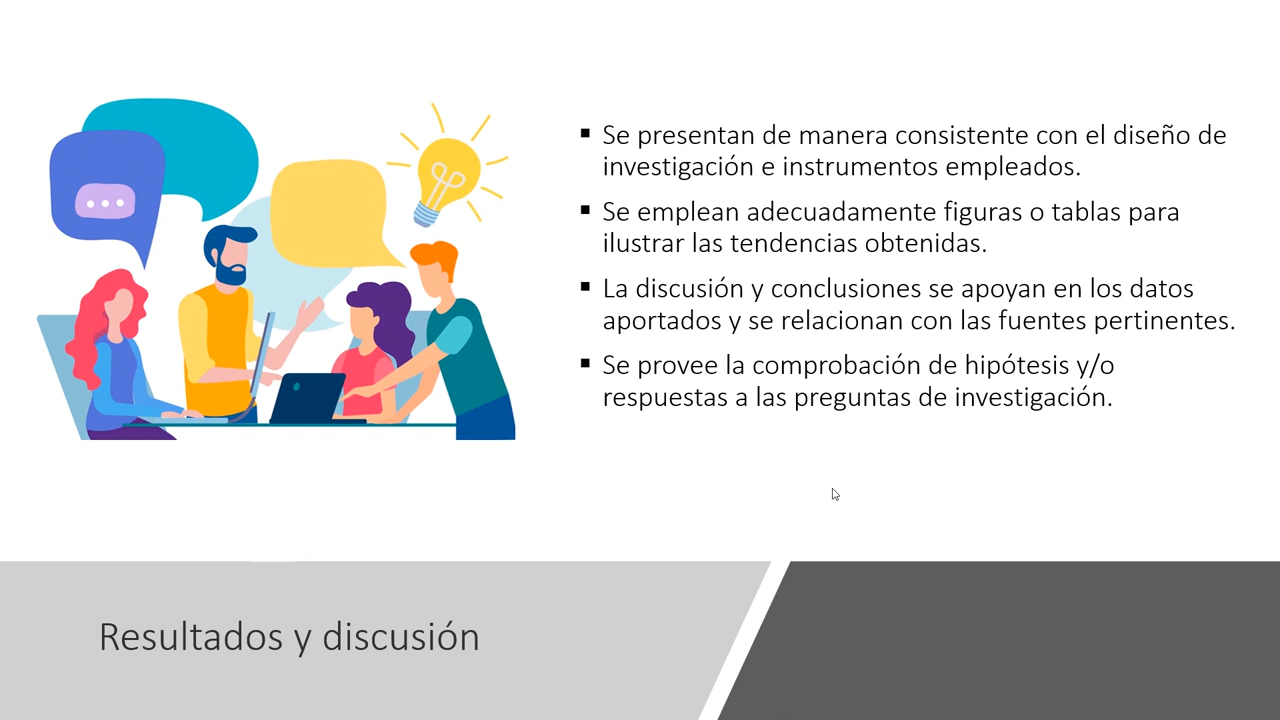 ▪ Se presentan de manera consistente con el diseño de
investigación e instrumentos empleados.
▪ Se emplean adecuadamente figuras o tablas para
ilustrar las tendencias obtenidas.
▪ La discusión y conclusiones se apoyan en los datos
aportados y se relacionan con las fuentes pertinentes.
▪ Se provee la comprobación de hipótesis y/o
respuestas a las preguntas de investigación.
Resultados y discusión